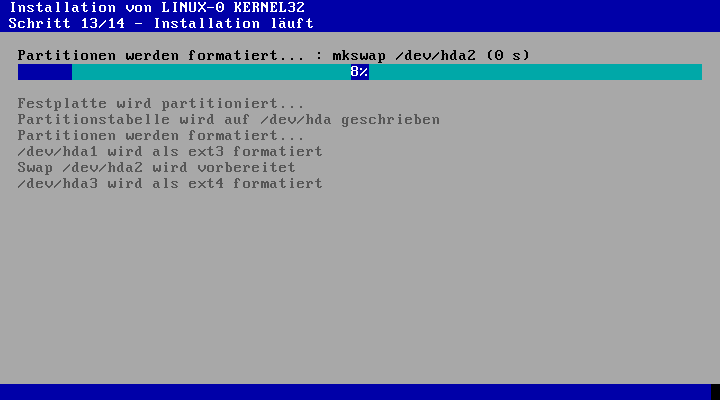 Installation von LINUX-0 KERNEL32
Schritt 13/14 - Installation läuft
Partitionen werden formatiert... : mkswap /dev/hda2 (0 s)
8%
Festplatte wird partitioniert...
Partitionstabelle wird auf /dev/hda geschrieben
Partitionen werden formatiert...
/dev/hda1 wird als ext3 formatiert
Swap /dev/hda2 wird vorbereitet
/dev/hda3 wird als ext4 formatiert